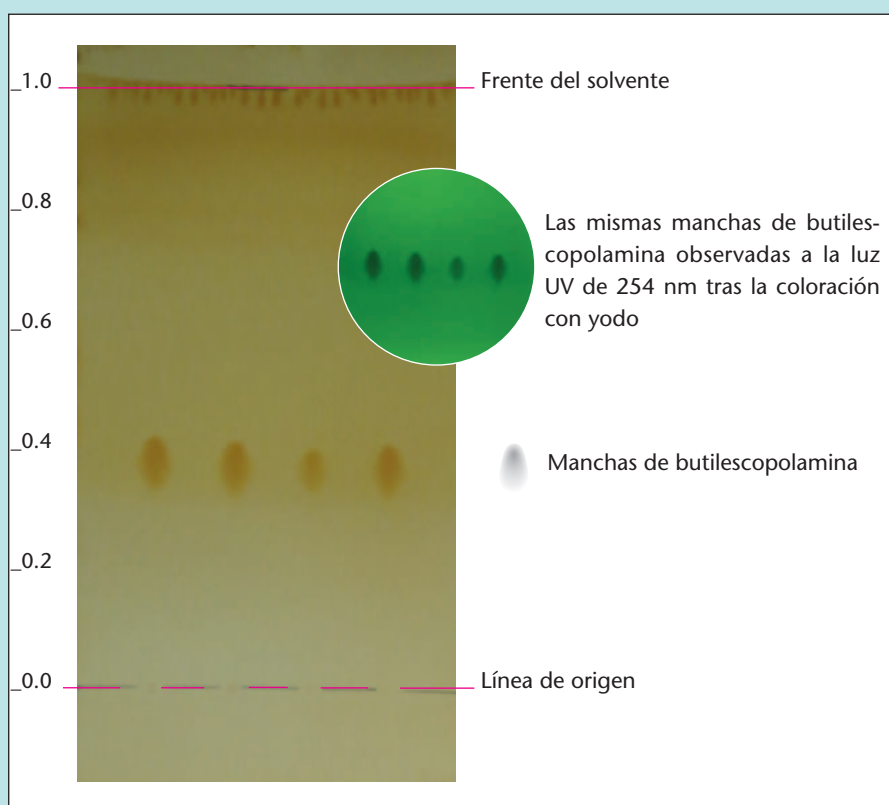 _1.0
Frente del solvente
_0.8
Las mismas manchas de butiles-
copolamina observadas a la luz
UV de 254 nm tras la coloración
con yodo
_0.6
_0.4
Manchas de butilescopolamina
_0.2
_0.0
Línea de origen